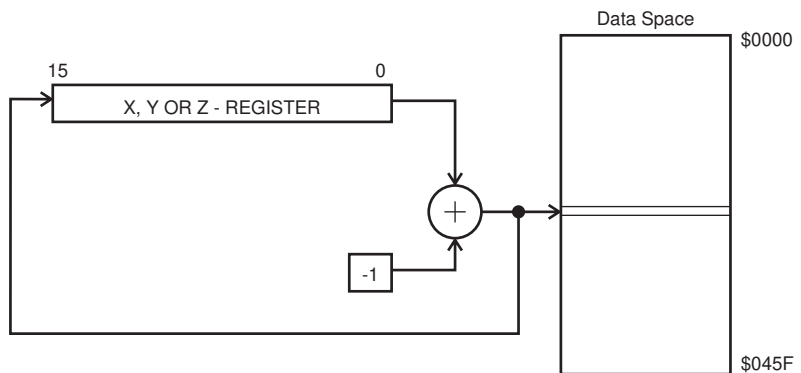 Data Space
$0000
15 0
X, Y OR Z - REGISTER
+
-1
$045F